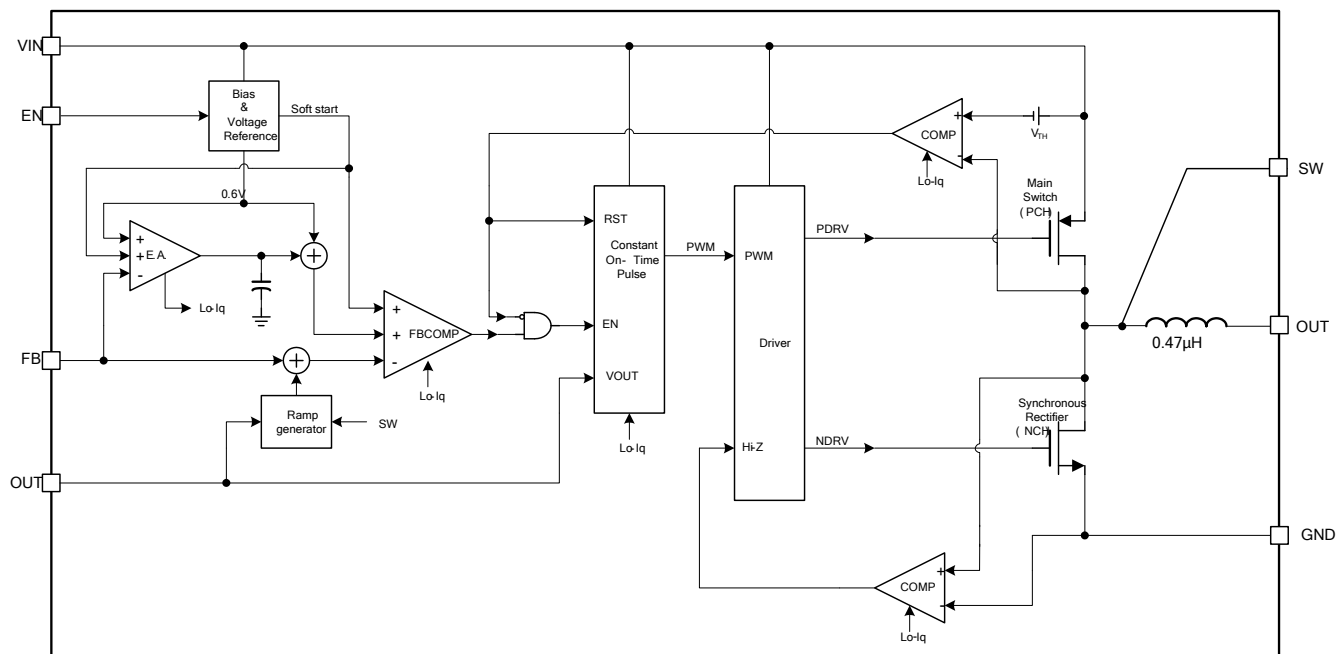 VIN
EN
Bias
&
Voltage
Reference
Soft start
0.6V
+
+
-
E.A.
Lo-Iq
+
FB
+
Ramp
generator
SW
OUT
+
+
-
FBCOMP
Lo-Iq
RST
Constant
On- Time
Pulse
EN
VOUT
Lo-Iq
PWM
PWM
Driver
Hi-Z
PDRV
NDRV
COMP
+
-
Lo-Iq
VTH
Main
Switch
( PCH)
Synchronous
Rectifier
( NCH)
COMP
+
-
Lo-Iq
0.47µH
SW
OUT
GND